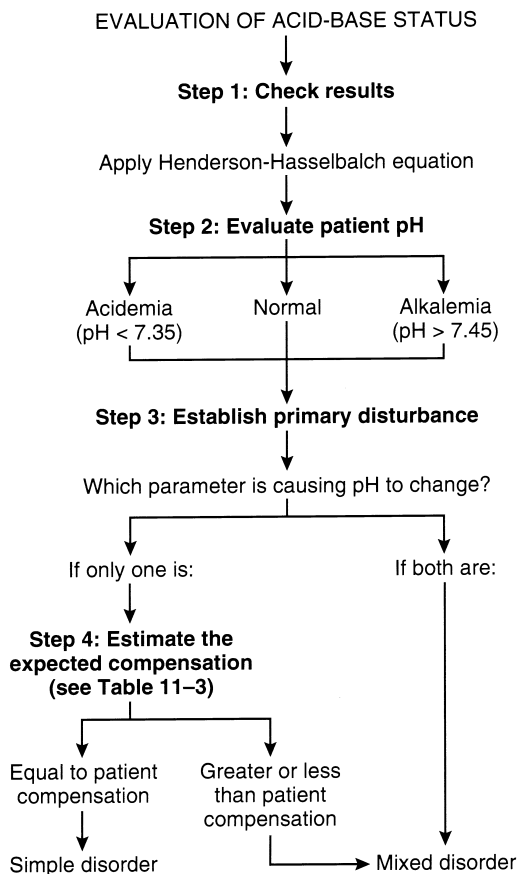 EVALUATION OF ACID-BASE STATUS
Step 1: Check results
Apply Henderson-Hasselbalch equation
Step 2: Evaluate patient pH
Acidemia
(pH < 7.35)
Normal
Alkalemia
(pH > 7.45)
Step 3: Establish primary disturbance
Which parameter is causing pH to change?
If only one is:
If both are:
Step 4: Estimate the
expected compensation
(see Table 11–3)
Equal to patient
compensation
Greater or less
than patient
compensation
Simple disorder
Mixed disorder